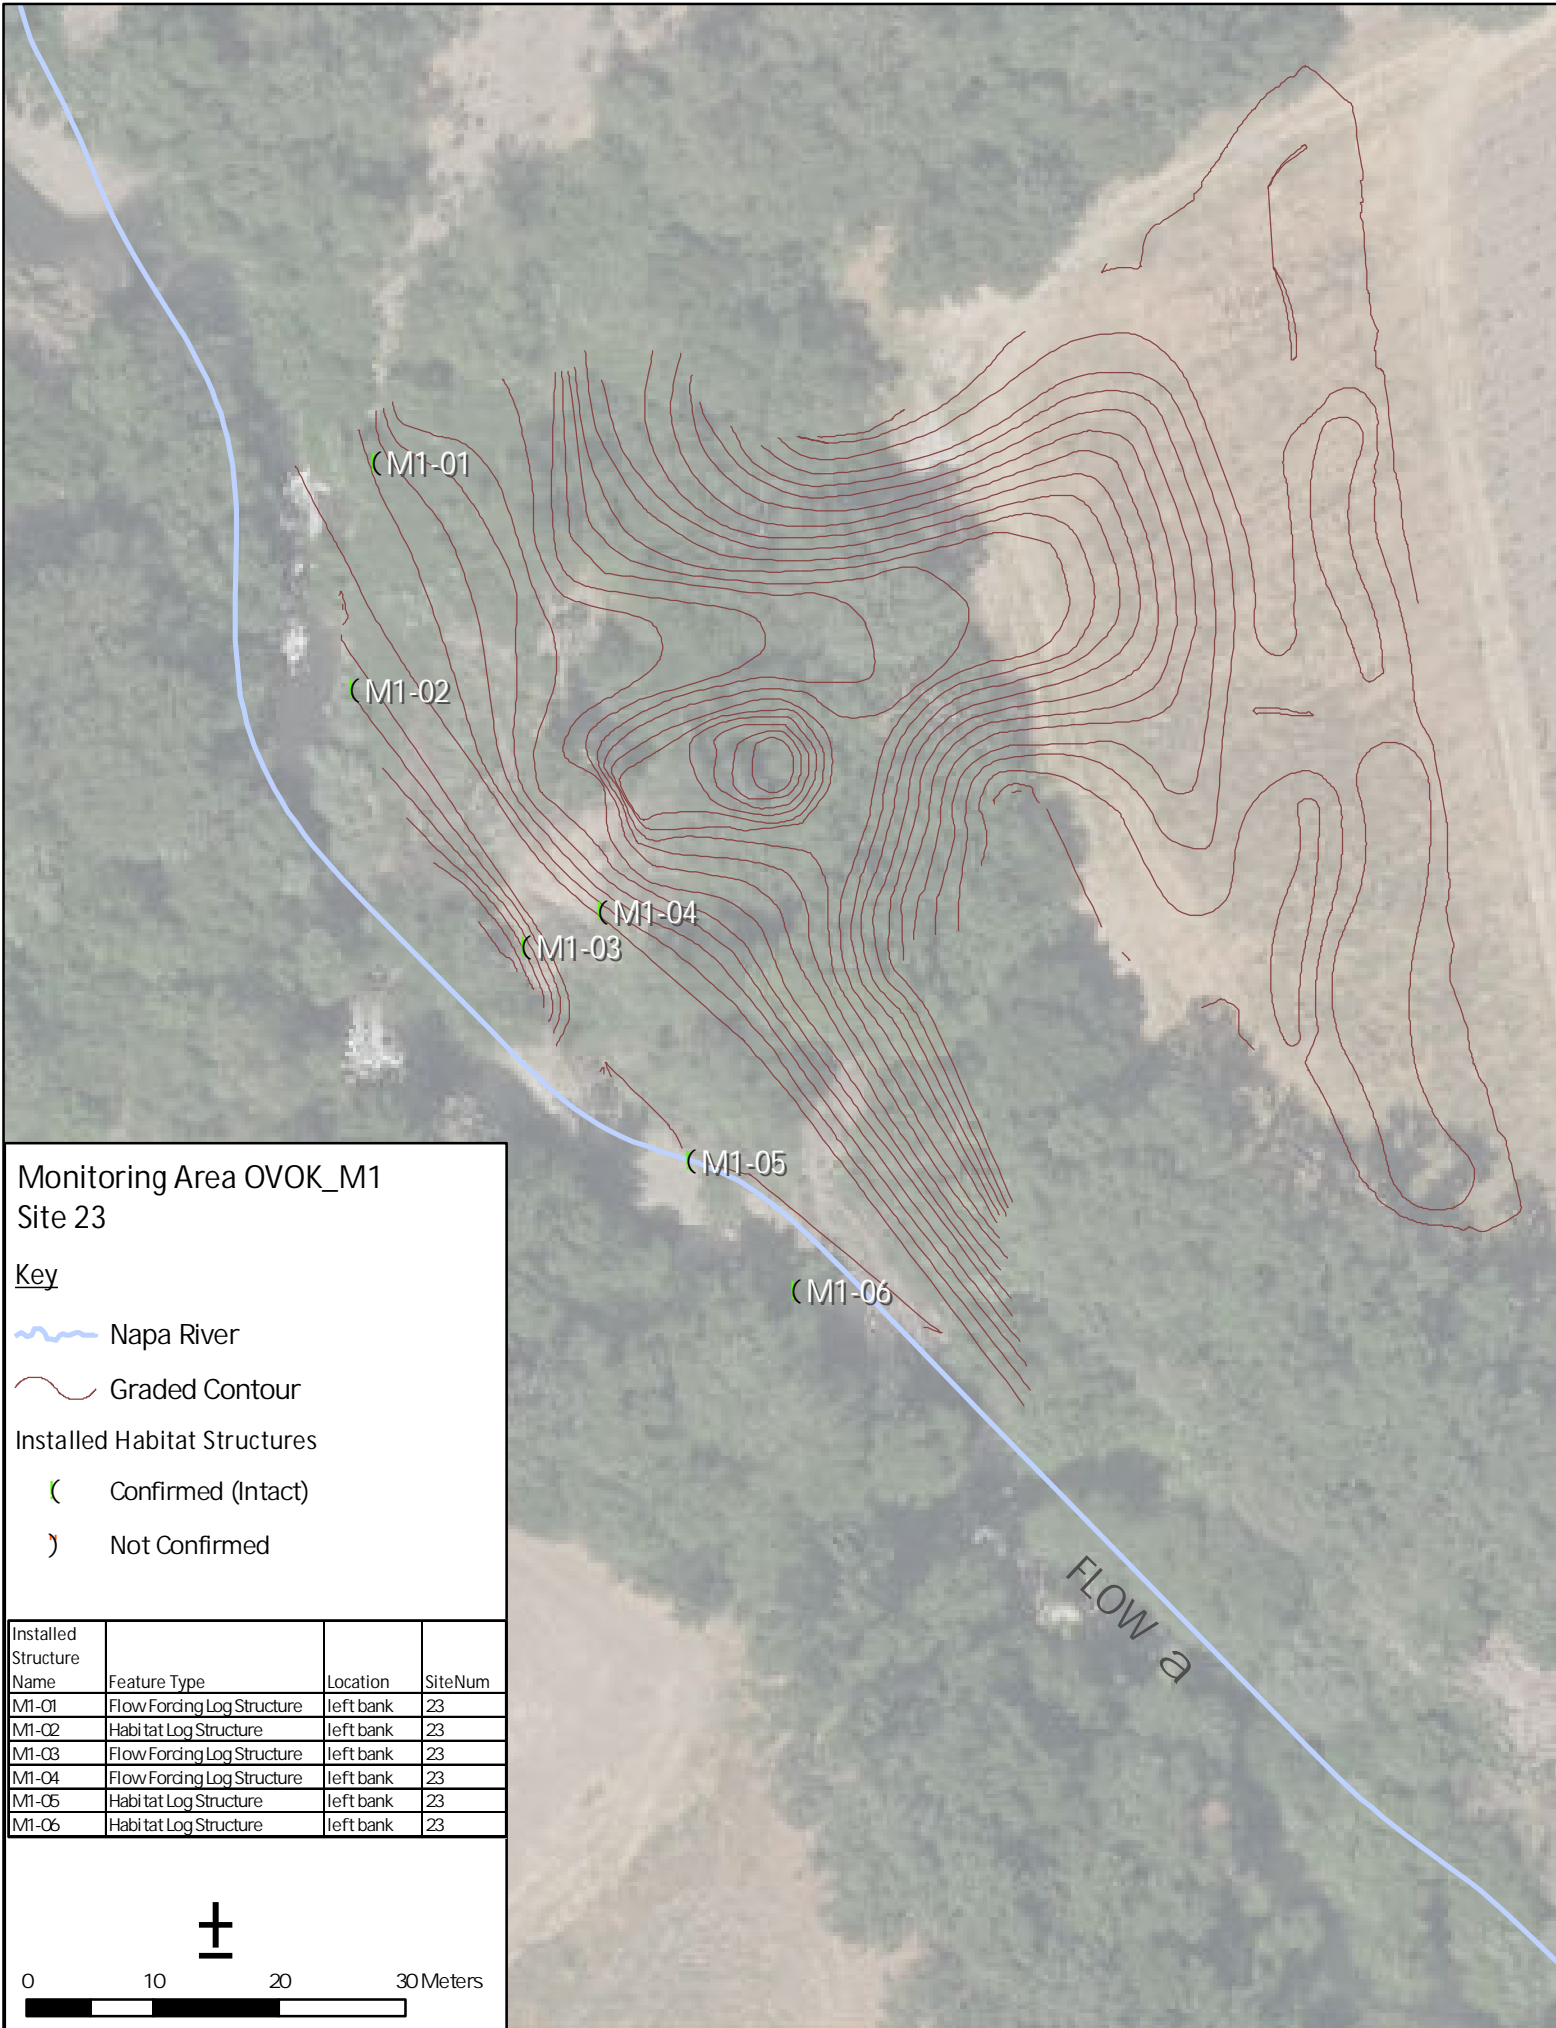 M1-01
M1-02
M1-04
M1-03
M1-05
M1-06
FLOW a
Monitoring Area OVOK_M1
Site 23
Key
Napa River
Graded Contour
Installed Habitat Structures
( Confirmed (Intact)
) Not Confirmed
Installed
Structure
Name Feature Type Location SiteNum
M1-01 Flow Forcing Log Structure left bank 23
M1-02 Habitat Log Structure left bank 23
M1-03 Flow Forcing Log Structure left bank 23
M1-04 Flow Forcing Log Structure left bank 23
M1-05 Habitat Log Structure left bank 23
M1-06 Habitat Log Structure left bank 23
±
0 10 20 30 Meters